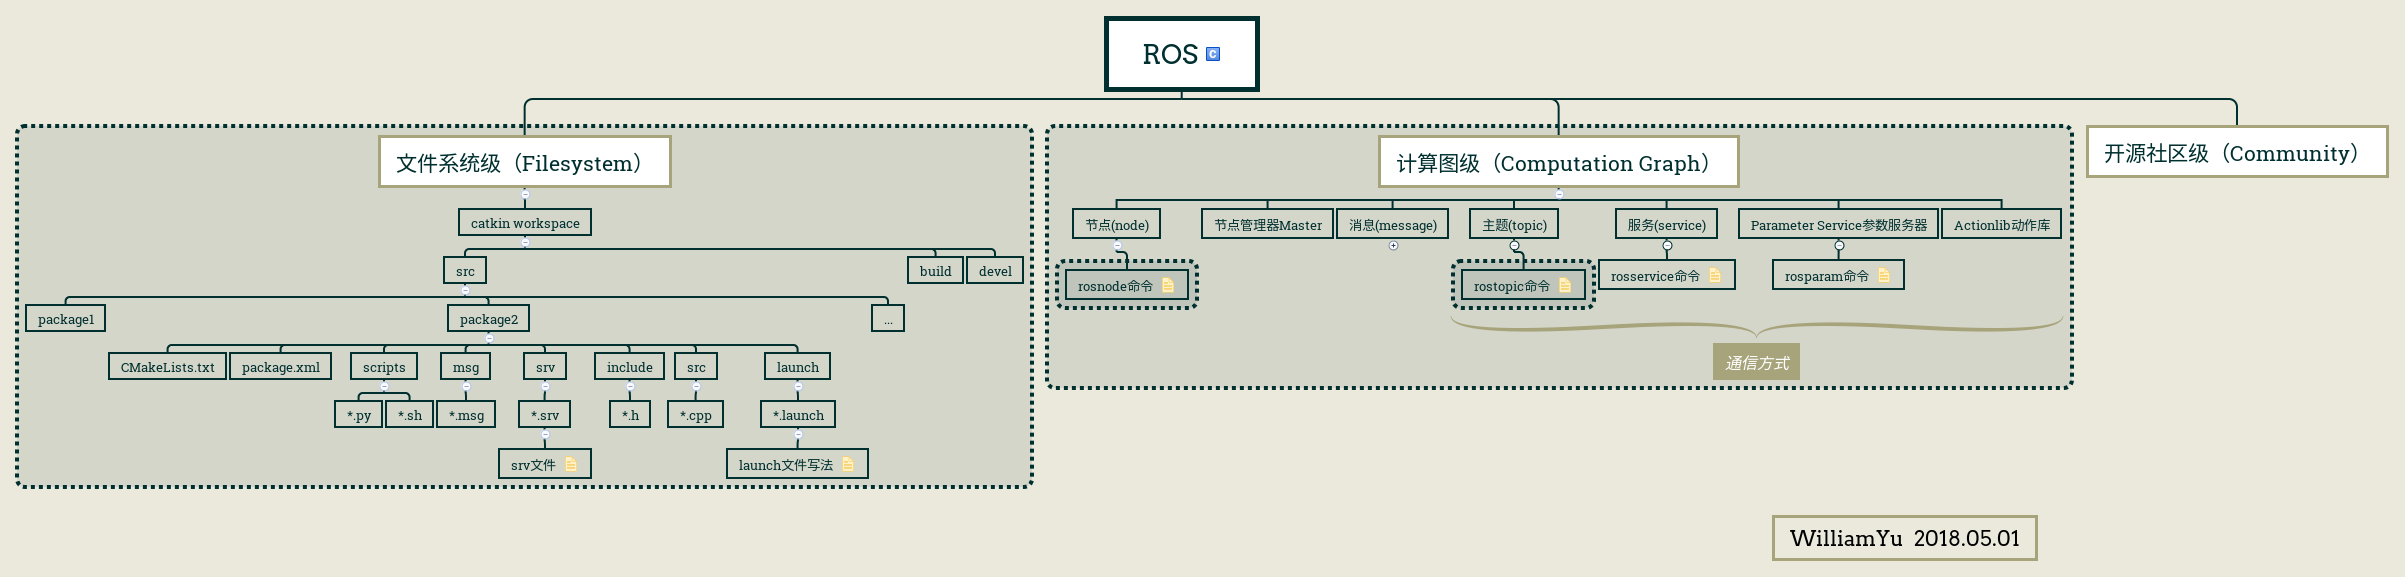 ROS
文件系统级（Filesystem）
计算图级（Computation Graph）
开源社区级（Community）
catkin workspace
节点(node)
节点管理器Master
消息(message)
主题(topic)
服务(service)
Parameter Service参数服务器
Actionlib动作库
src
build
devel
rosnode命令
rostopic命令
rosservice命令
rosparam命令
package1
package2
...
通信方式
CMakeLists.txt
package.xml
scripts
msg
srv
include
src
launch
*.py
*.sh
*.msg
*.srv
*.h
*.cpp
*.launch
srv文件
launch文件写法
WilliamYu 2018.05.01